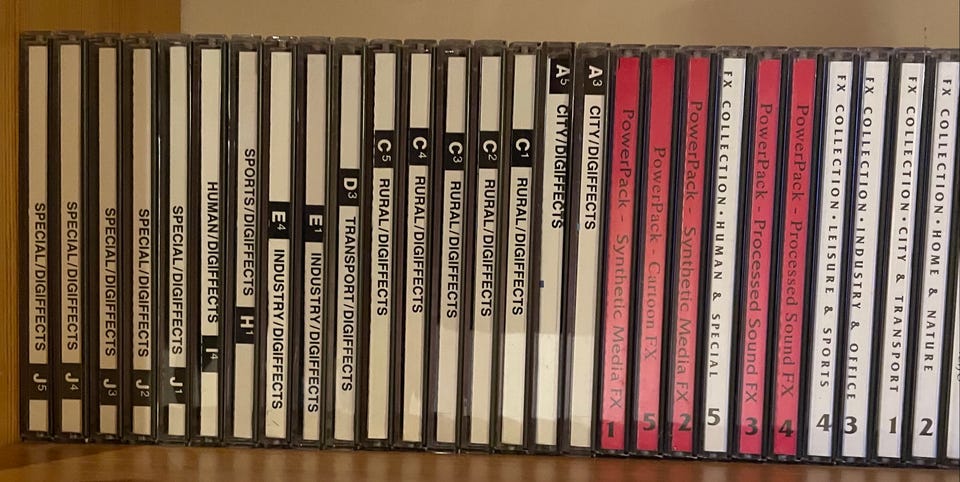 SPECIAL/DIGIFFECTS J5
SPECIAL/DIGIFFECTS J4
SPECIAL/DIGIFFECTS J3
SPECIAL/DIGIFFECTS J2
SPECIAL/DIGIFFECTS J1
HUMAN/DIGIFFECTS I4
SPORTS/DIGIFFECTS H1
E4 INDUSTRY/DIGIFFECTS
E1 INDUSTRY/DIGIFFECTS
D3 TRANSPORT/DIGIFFECTS
C5 RURAL/DIGIFFECTS
C4 RURAL/DIGIFFECTS
C3 RURAL/DIGIFFECTS
C2 RURAL/DIGIFFECTS
C1 RURAL/DIGIFFECTS
A5 CITY/DIGIFFECTS
A3 CITY/DIGIFFECTS
PowerPack - Synthetic Media FX 1
PowerPack - Cartoon FX 5
PowerPack - Synthetic Media FX 2
FX COLLECTION • HUMAN & SPECIAL 5
PowerPack - Processed Sound FX 3
PowerPack - Processed Sound FX 4
FX COLLECTION • LEISURE & SPORTS 4
FX COLLECTION • INDUSTRY & OFFICE 3
FX COLLECTION • CITY & TRANSPORT 1
FX COLLECTION • HOME & NATURE 2